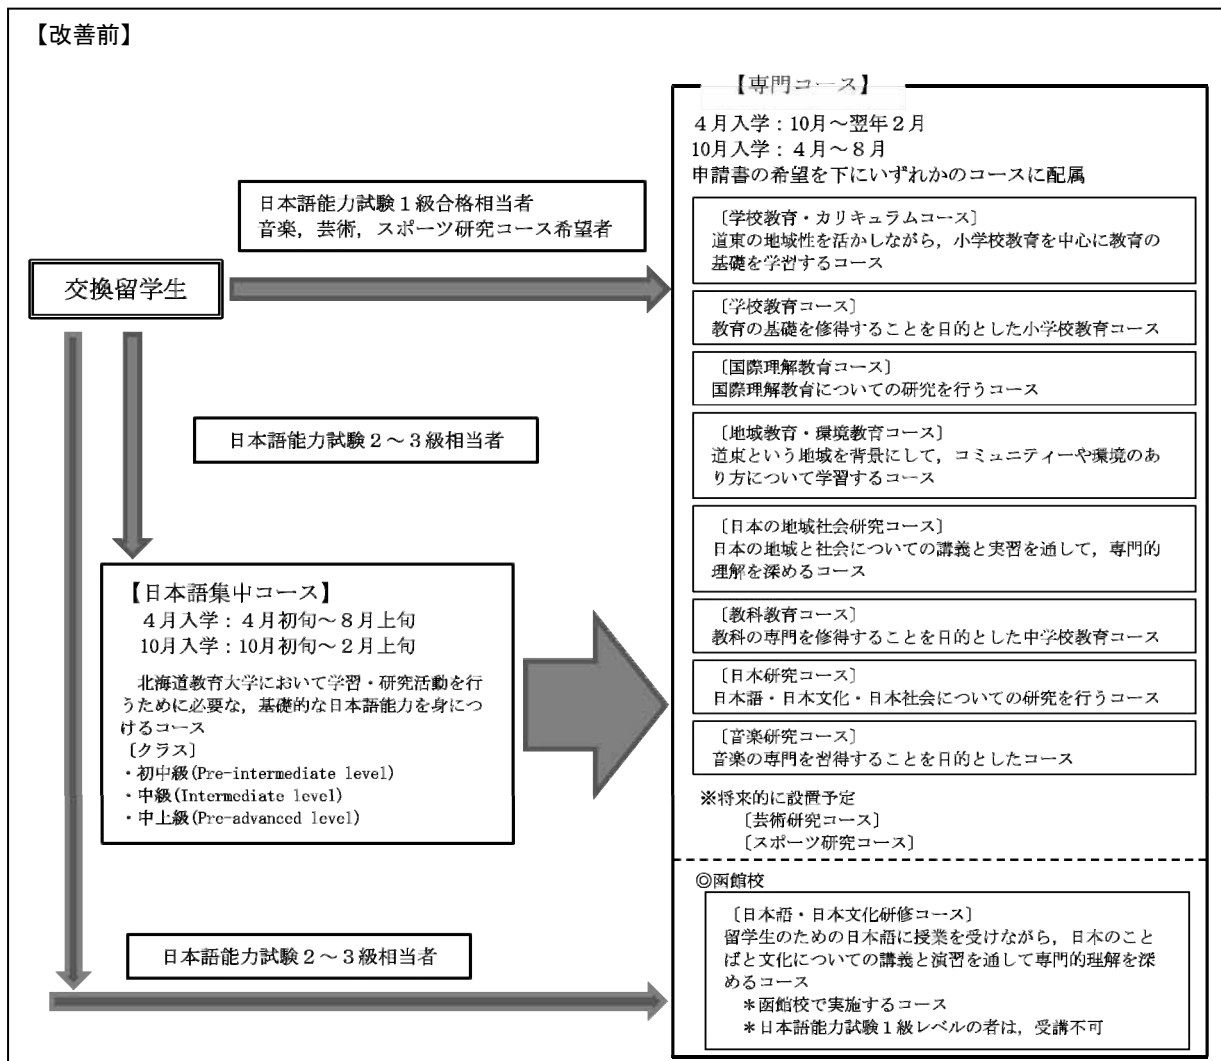 【改善前】
【専門コース】
４月入学：10月～翌年２月
10月入学：４月～８月
申請書の希望を下にいずれかのコースに配属
日本語能力試験１級合格相当者
音楽，芸術，スポーツ研究コース希望者
交換留学生
〔学校教育・カリキュラムコース〕
道東の地域性を活かしながら，小学校教育を中心に教育の
基礎を学習するコース
〔学校教育コース〕
教育の基礎を修得することを目的とした小学校教育コース
〔国際理解教育コース〕
国際理解教育についての研究を行うコース
日本語能力試験２～３級相当者
〔地域教育・環境教育コース〕
道東という地域を背景にして，コミュニティーや環境のあ
り方について学習するコース
〔日本の地域社会研究コース〕
日本の地域と社会についての講義と実習を通して，専門的
理解を深めるコース
【日本語集中コース】
４月入学：４月初旬～８月上旬
10月入学：10月初旬～２月上旬
北海道教育大学において学習・研究活動を行
うために必要な，基礎的な日本語能力を身につ
けるコース
〔クラス〕
・初中級(Pre-intermediate level)
・中級(Intermediate level)
・中上級(Pre-advanced level)
〔教科教育コース〕
教科の専門を修得することを目的とした中学校教育コース
〔日本研究コース〕
日本語・日本文化・日本社会についての研究を行うコース
〔音楽研究コース〕
音楽の専門を習得することを目的としたコース
※将来的に設置予定
〔芸術研究コース〕
〔スポーツ研究コース〕
◎函館校
〔日本語・日本文化研修コース〕
留学生のための日本語に授業を受けながら，日本のこと
ばと文化についての講義と演習を通して専門的理解を深
めるコース
＊函館校で実施するコース
＊日本語能力試験１級レベルの者は，受講不可
日本語能力試験２～３級相当者